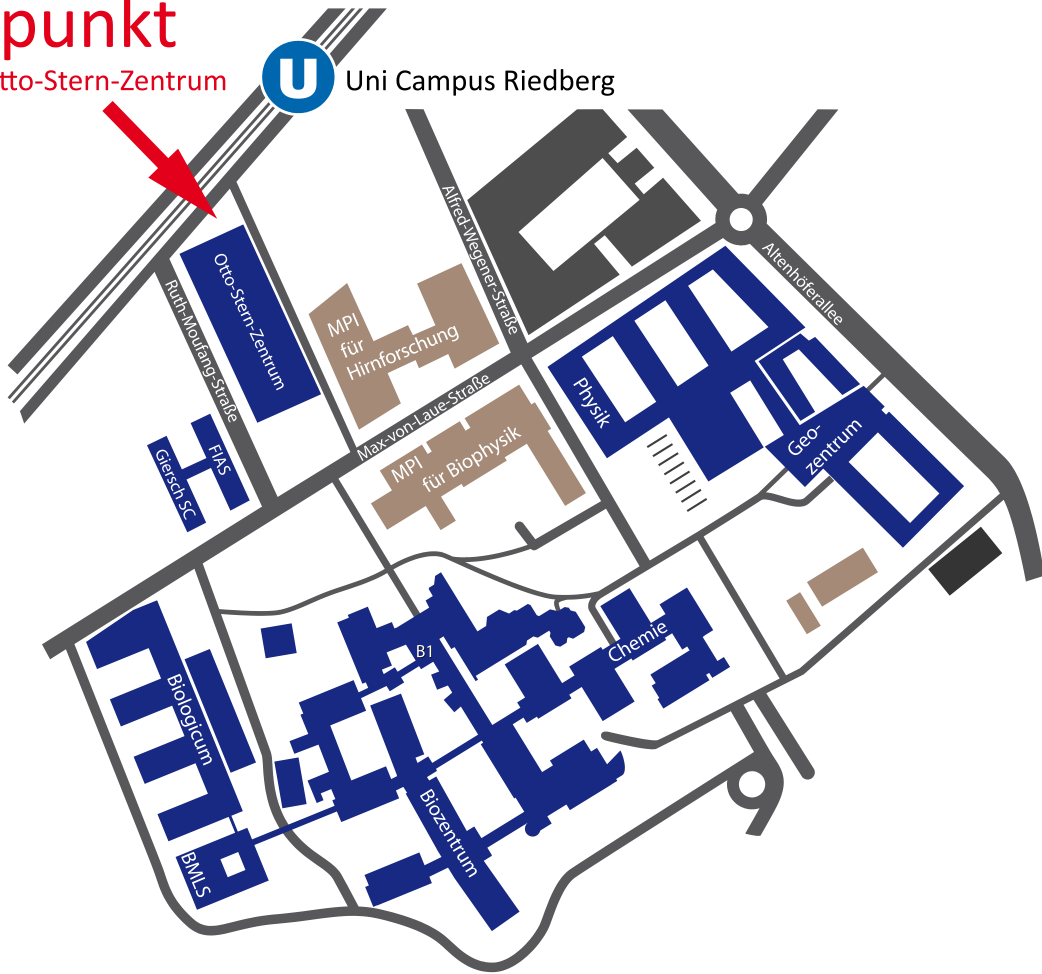 punkt
tto-Stern-Zentrum
U
Uni Campus Riedberg
Alfred-Wegener-Straße
Altenhöferallee
Otto-Stern-Zentrum
Ruth-Moufang-Straße
MPI
für
Hirnforschung
Max-von-Laue-Straße
Physik
Geo-
zentrum
MPI
für Biophysik
FIAS
Giersch SC
Chemie
B1
Biologicum
Biozentrum
BMLS